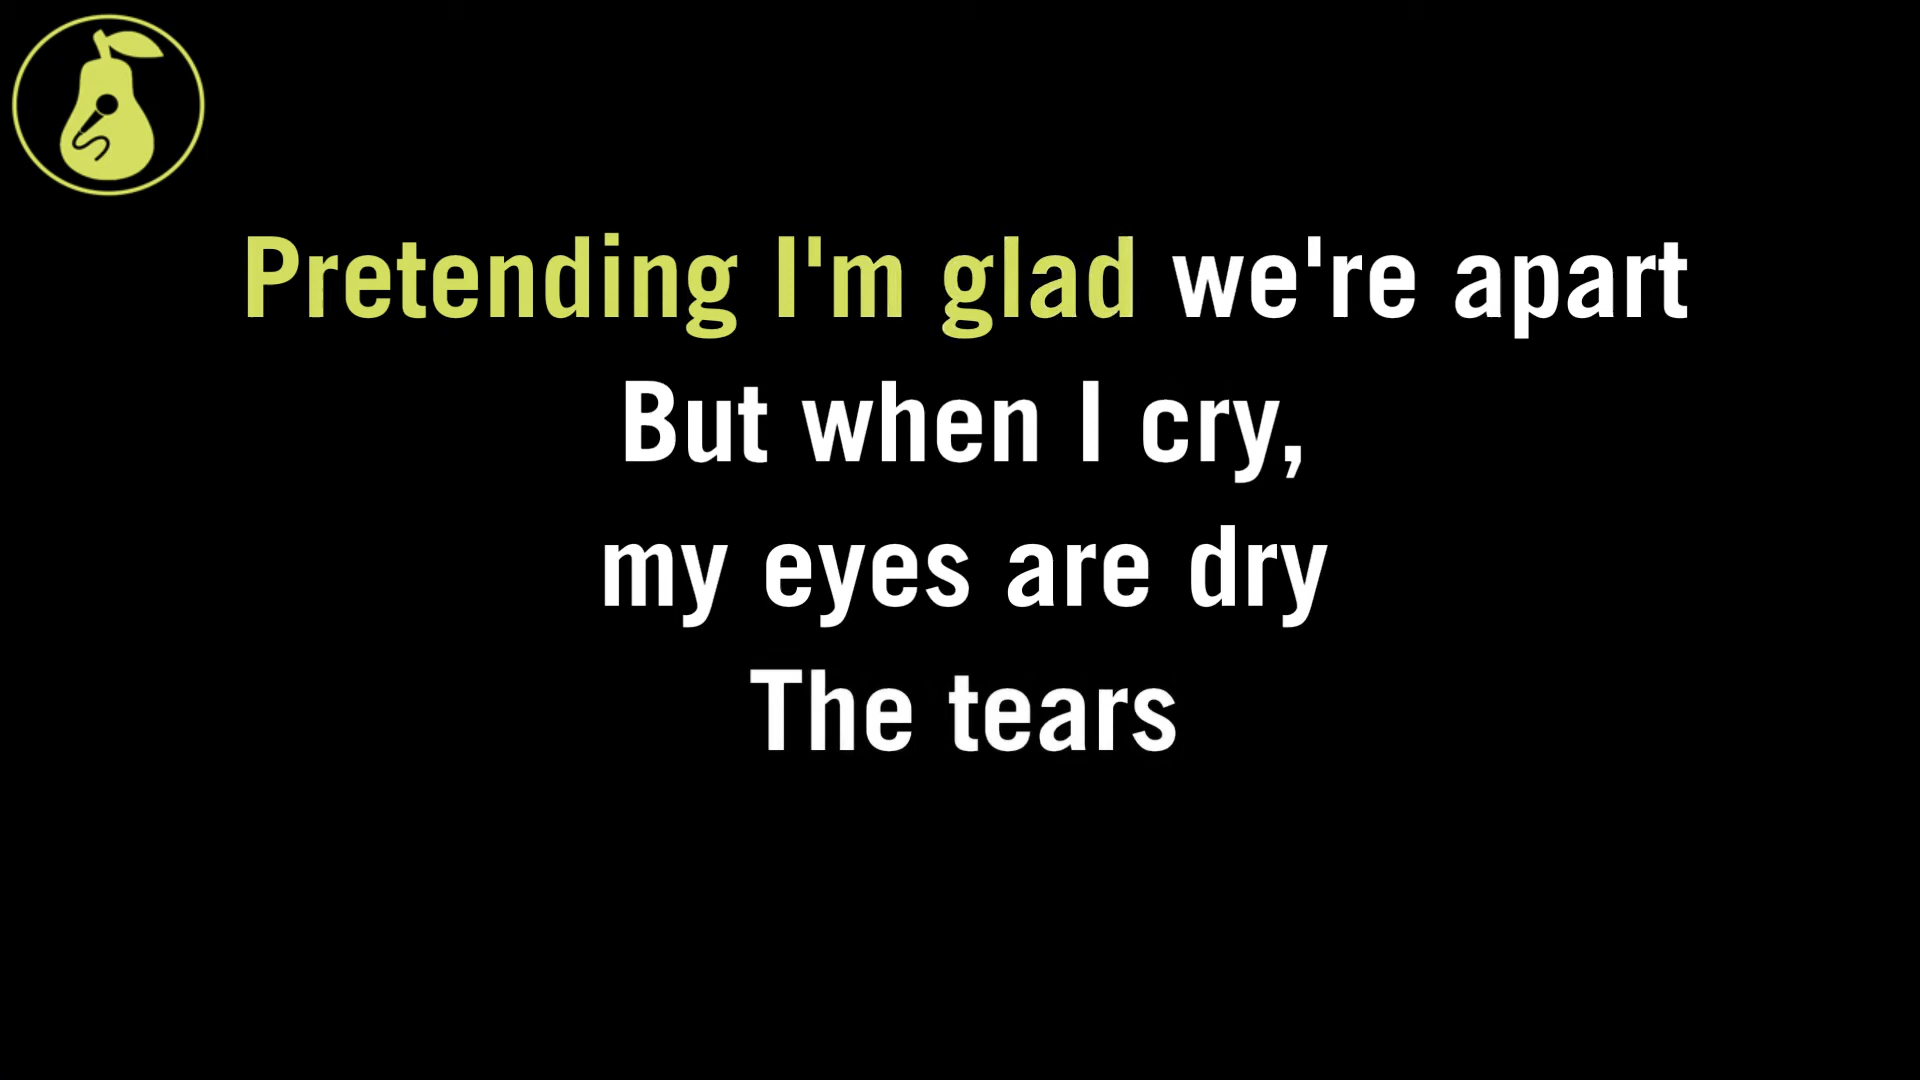 Pretending I'm glad we're apart
But when I cry,
my eyes are dry
The tears